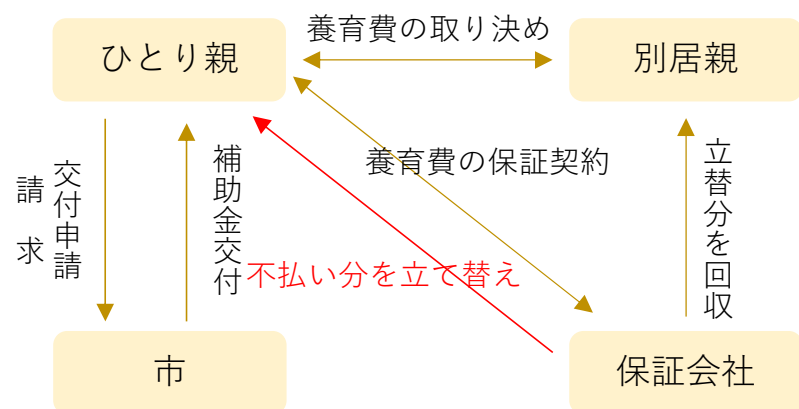 養育費の取り決め
ひとり親
別居親
養育費の保証契約
交付申請
請　求
補助金交付
立替分を回収
不払い分を立て替え
市
保証会社